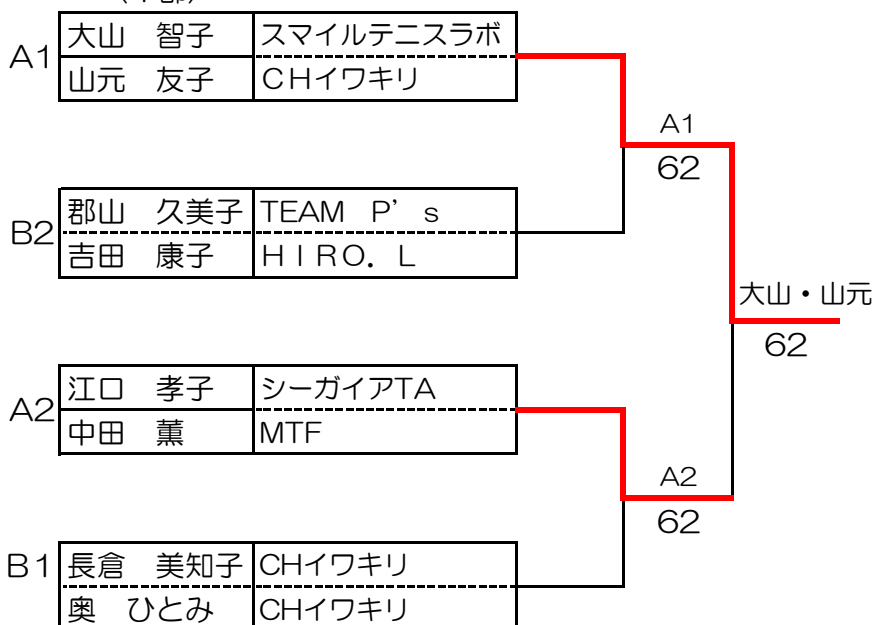 A1
大山　智子 スマイルテニスラボ
山元　友子 CHイワキリ
A1
62
B2
郡山　久美子 TEAM　P’　s
吉田　康子 HIRO．L
大山・山元
62
A2
江口　孝子 シーガイアTA
中田　薫 MTF
A2
62
B1
長倉　美知子 CHイワキリ
奥　ひとみ CHイワキリ